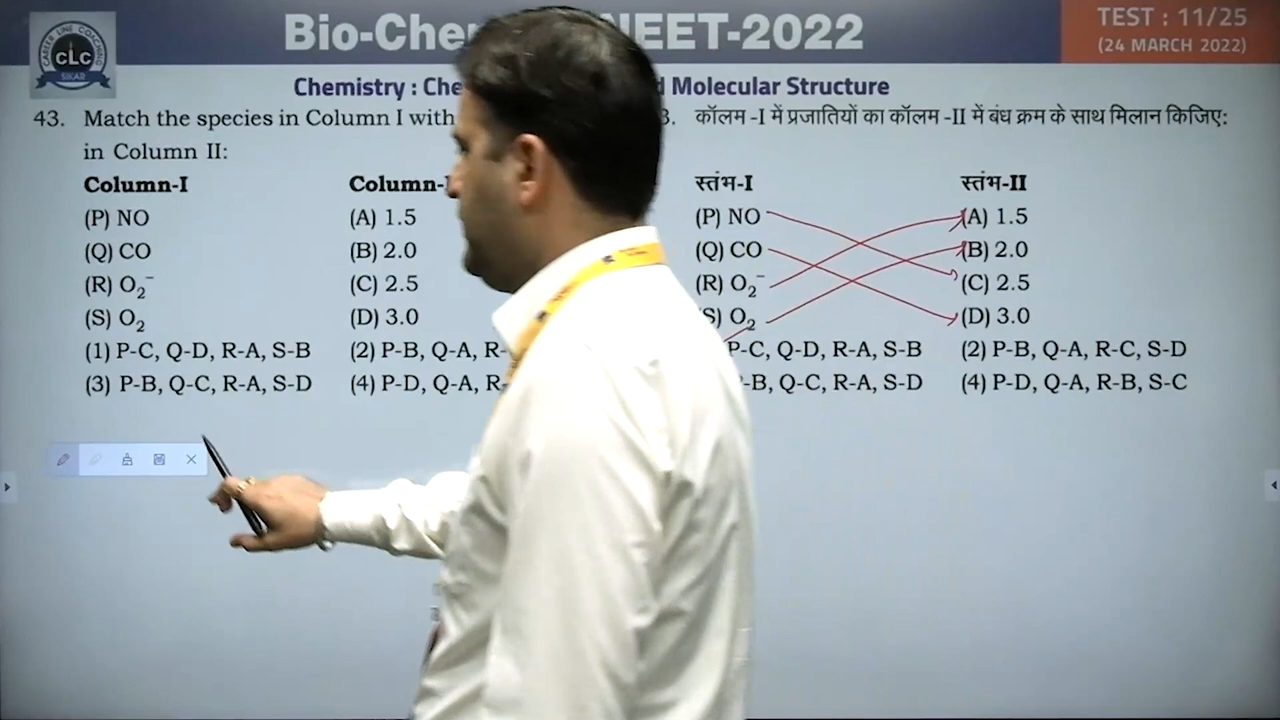 Bio-Che NEET-2022
TEST : 11/25
(24 MARCH 2022)
CAREER LINE COACHING
CLC
SIKAR
Chemistry : Che d Molecular Structure
43. Match the species in Column I with
in Column II:
Column-I Column-
(P) NO (A) 1.5
(Q) CO (B) 2.0
(R) O₂⁻ (C) 2.5
(S) O₂ (D) 3.0
(1) P-C, Q-D, R-A, S-B (2) P-B, Q-A, R-
(3) P-B, Q-C, R-A, S-D (4) P-D, Q-A, R-
3. कॉलम -I में प्रजातियों का कॉलम -II में बंध क्रम के साथ मिलान किजिए:
स्तंभ-I स्तंभ-II
(P) NO (A) 1.5
(Q) CO (B) 2.0
(R) O₂⁻ (C) 2.5
S) O₂ (D) 3.0
P-C, Q-D, R-A, S-B (2) P-B, Q-A, R-C, S-D
-B, Q-C, R-A, S-D (4) P-D, Q-A, R-B, S-C